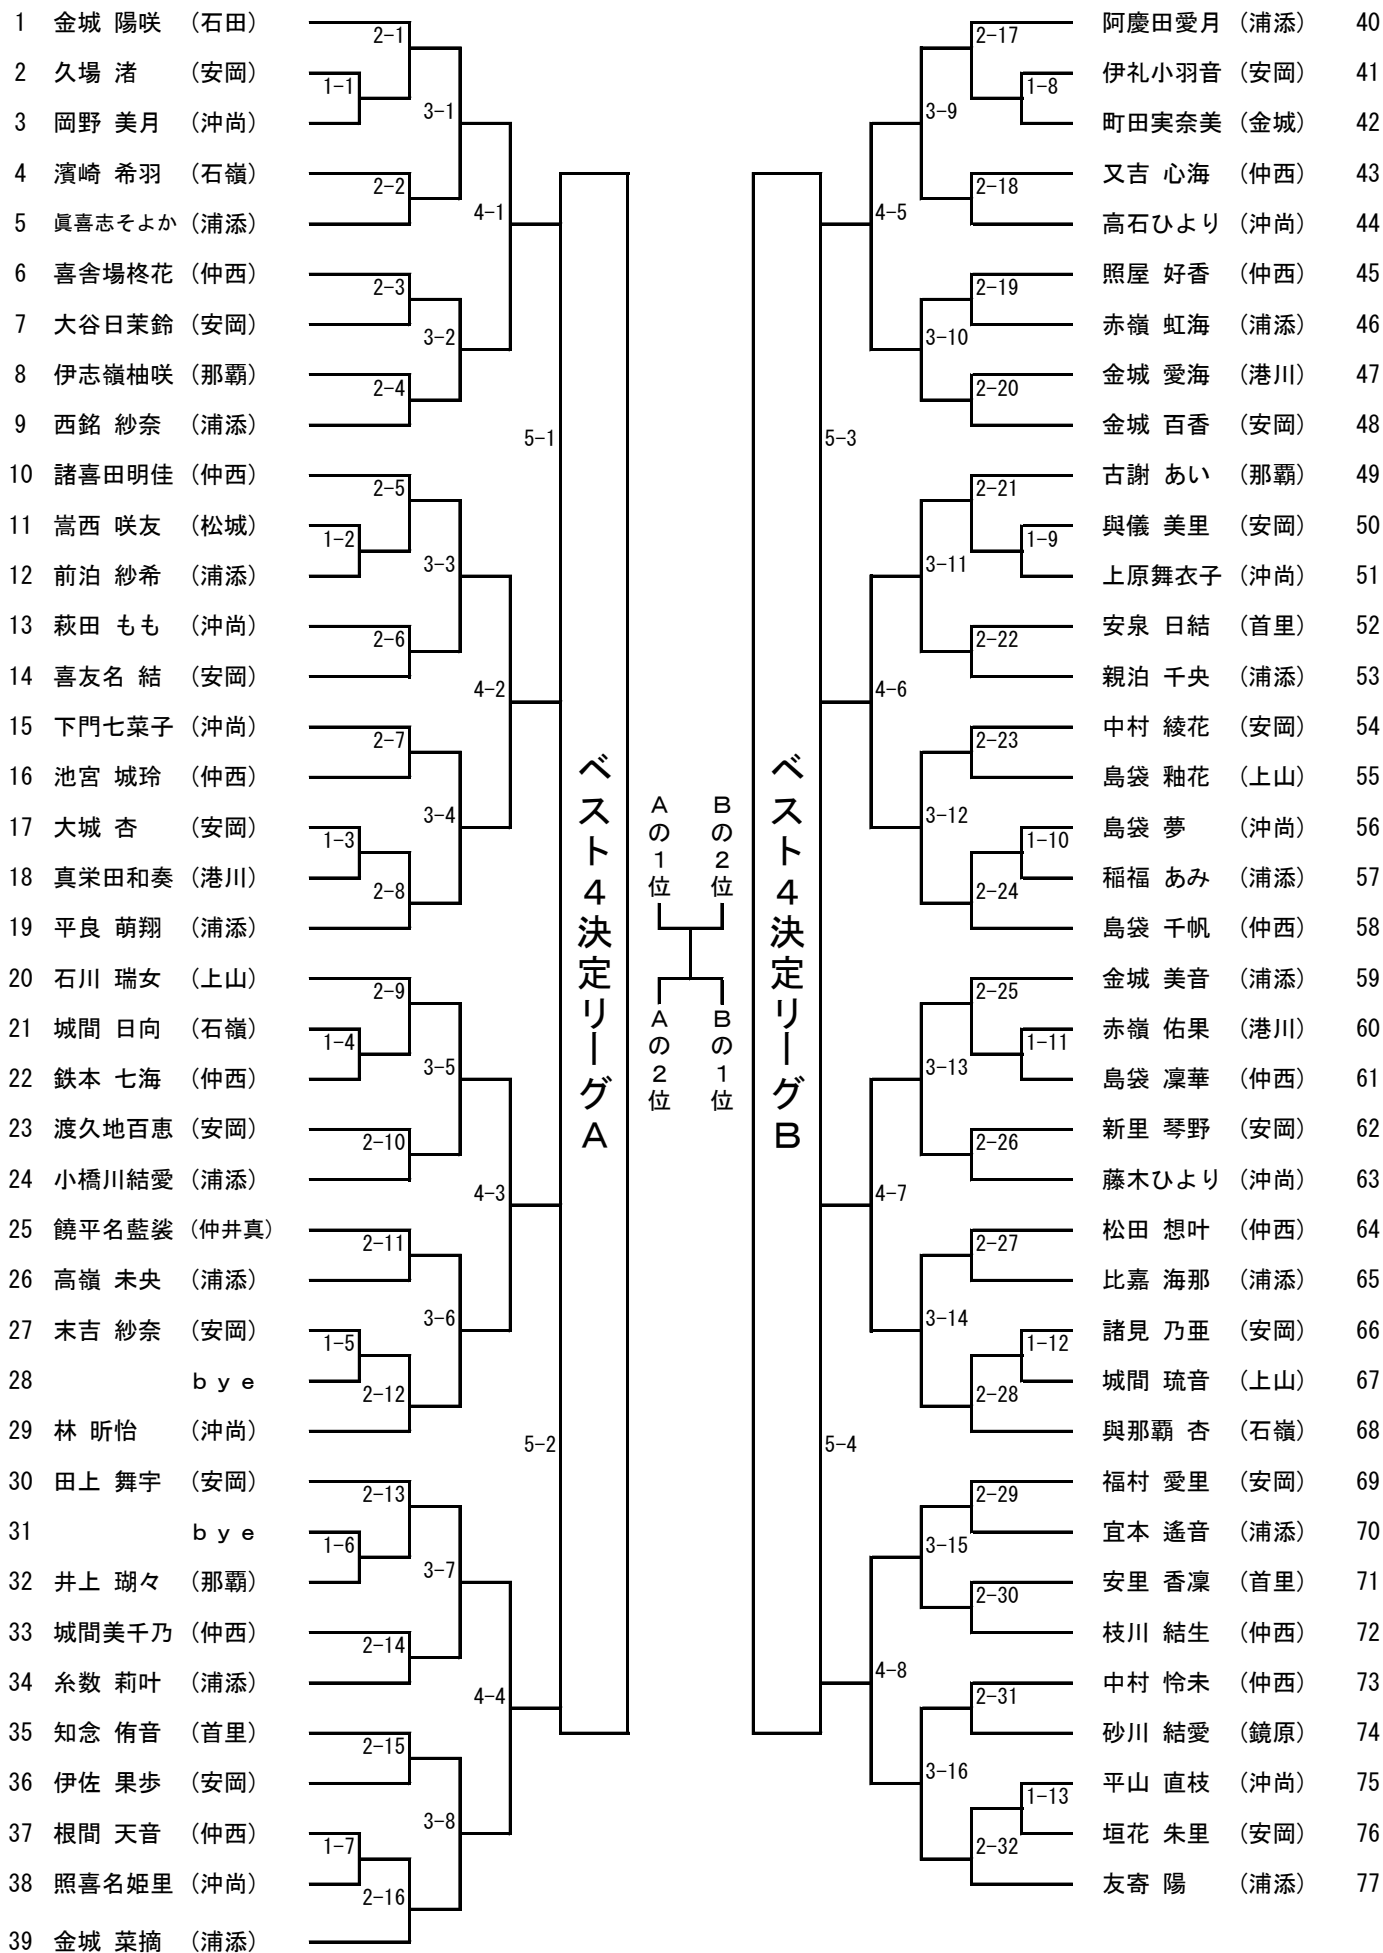 1 金城 陽咲 (石田)
2 久場 渚 (安岡)
3 岡野 美月 (沖尚)
4 濱崎 希羽 (石嶺)
5 眞喜志そよか (浦添)
6 喜舎場柊花 (仲西)
7 大谷日茉鈴 (安岡)
8 伊志嶺柚咲 (那覇)
9 西銘 紗奈 (浦添)
10 諸喜田明佳 (仲西)
11 嵩西 咲友 (松城)
12 前泊 紗希 (浦添)
13 萩田 もも (沖尚)
14 喜友名 結 (安岡)
15 下門七菜子 (沖尚)
16 池宮 城玲 (仲西)
17 大城 杏 (安岡)
18 真栄田和奏 (港川)
19 平良 萌翔 (浦添)
20 石川 瑞女 (上山)
21 城間 日向 (石嶺)
22 鉄本 七海 (仲西)
23 渡久地百恵 (安岡)
24 小橋川結愛 (浦添)
25 饒平名藍裟 (仲井真)
26 高嶺 未央 (浦添)
27 末吉 紗奈 (安岡)
28 bye
29 林 昕怡 (沖尚)
30 田上 舞宇 (安岡)
31 bye
32 井上 瑚々 (那覇)
33 城間美千乃 (仲西)
34 糸数 莉叶 (浦添)
35 知念 侑音 (首里)
36 伊佐 果歩 (安岡)
37 根間 天音 (仲西)
38 照喜名姫里 (沖尚)
39 金城 菜摘 (浦添)
1-1
1-2
1-3
1-4
1-5
1-6
1-7
2-1
2-2
2-3
2-4
2-5
2-6
2-7
2-8
2-9
2-10
2-11
2-12
2-13
2-14
2-15
2-16
3-1
3-2
3-3
3-4
3-5
3-6
3-7
3-8
4-1
4-2
4-3
4-4
5-1
5-2
ベスト4決定リーグA
Aの1位
Bの2位
Aの2位
Bの1位
ベスト4決定リーグB
5-3
5-4
4-5
4-6
4-7
4-8
3-9
3-10
3-11
3-12
3-13
3-14
3-15
3-16
2-17
2-18
2-19
2-20
2-21
2-22
2-23
2-24
2-25
2-26
2-27
2-28
2-29
2-30
2-31
2-32
1-8
1-9
1-10
1-11
1-12
1-13
阿慶田愛月 (浦添) 40
伊礼小羽音 (安岡) 41
町田実奈美 (金城) 42
又吉 心海 (仲西) 43
高石ひより (沖尚) 44
照屋 好香 (仲西) 45
赤嶺 虹海 (浦添) 46
金城 愛海 (港川) 47
金城 百香 (安岡) 48
古謝 あい (那覇) 49
與儀 美里 (安岡) 50
上原舞衣子 (沖尚) 51
安泉 日結 (首里) 52
親泊 千央 (浦添) 53
中村 綾花 (安岡) 54
島袋 釉花 (上山) 55
島袋 夢 (沖尚) 56
稲福 あみ (浦添) 57
島袋 千帆 (仲西) 58
金城 美音 (浦添) 59
赤嶺 佑果 (港川) 60
島袋 凜華 (仲西) 61
新里 琴野 (安岡) 62
藤木ひより (沖尚) 63
松田 想叶 (仲西) 64
比嘉 海那 (浦添) 65
諸見 乃亜 (安岡) 66
城間 琉音 (上山) 67
與那覇 杏 (石嶺) 68
福村 愛里 (安岡) 69
宜本 遙音 (浦添) 70
安里 香凜 (首里) 71
枝川 結生 (仲西) 72
中村 怜未 (仲西) 73
砂川 結愛 (鏡原) 74
平山 直枝 (沖尚) 75
垣花 朱里 (安岡) 76
友寄 陽 (浦添) 77